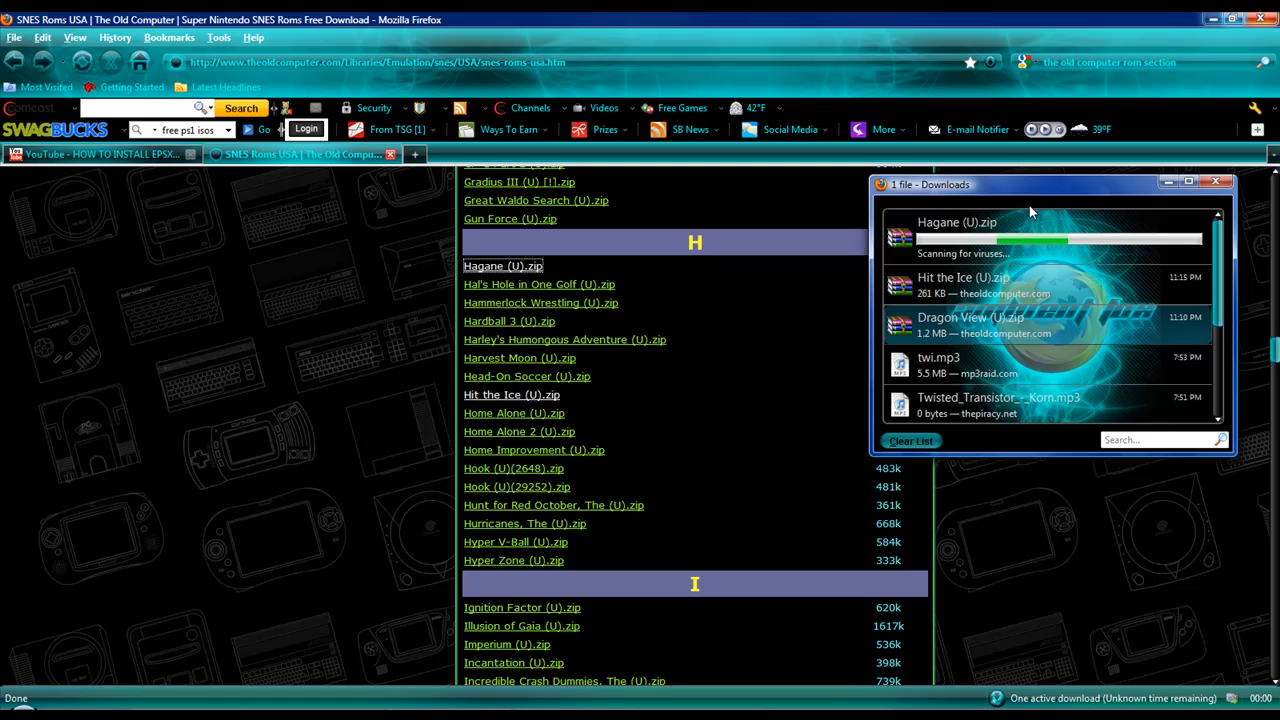 SNES Roms USA | The Old Computer | Super Nintendo SNES Roms Free Download - Mozilla Firefox
File Edit View History Bookmarks Tools Help
http://www.theoldcomputer.com/Libraries/Emulation/snes/USA/snes-roms-usa.htm
the old computer rom section
Most Visited Getting Started Latest Headlines
Comcast Search Security Channels Videos Free Games 42°F
SWAGBUCKS free ps1 isos Go Login From TSG [1] Ways To Earn Prizes SB News Social Media More E-mail Notifier 39°F
YouTube - HOW TO INSTALL EPSX... SNES Roms USA | The Old Compu...
Gradius III (U) [!].zip
Great Waldo Search (U).zip
Gun Force (U).zip
H
Hagane (U).zip
Hal's Hole in One Golf (U).zip
Hammerlock Wrestling (U).zip
Hardball 3 (U).zip
Harley's Humongous Adventure (U).zip
Harvest Moon (U).zip
Head-On Soccer (U).zip
Hit the Ice (U).zip
Home Alone (U).zip
Home Alone 2 (U).zip
Home Improvement (U).zip
Hook (U)(2648).zip 483k
Hook (U)(29252).zip 481k
Hunt for Red October, The (U).zip 361k
Hurricanes, The (U).zip 668k
Hyper V-Ball (U).zip 584k
Hyper Zone (U).zip 333k
I
Ignition Factor (U).zip 620k
Illusion of Gaia (U).zip 1617k
Imperium (U).zip 536k
Incantation (U).zip 398k
Incredible Crash Dummies, The (U).zip 739k
1 file - Downloads
Hagane (U).zip
Scanning for viruses...
Hit the Ice (U).zip 11:15 PM
261 KB — theoldcomputer.com
Dragon View (U).zip 11:10 PM
1.2 MB — theoldcomputer.com
twi.mp3 7:53 PM
5.5 MB — mp3raid.com
Twisted_Transistor_-_Korn.mp3 7:51 PM
0 bytes — thepiracy.net
Clear List Search...
Done One active download (Unknown time remaining) 00:00